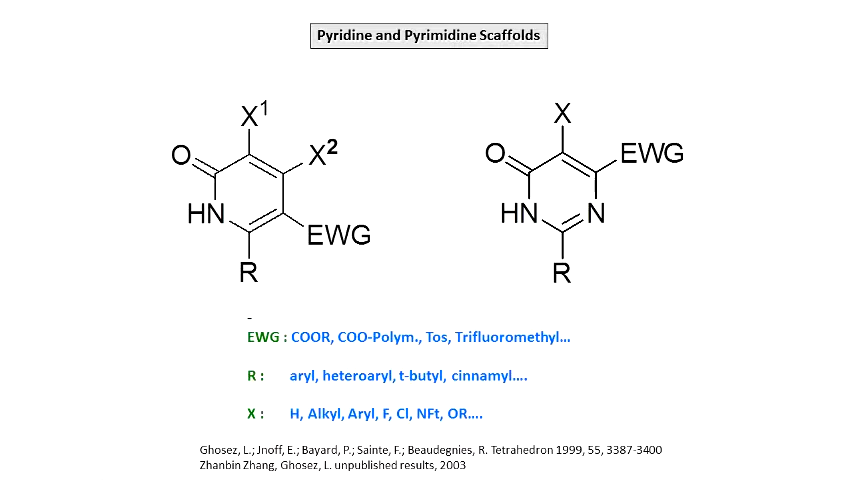 Pyridine and Pyrimidine Scaffolds
X1
O
X2
HN
EWG
R
X
O
EWG
HN
N
R
-
EWG : COOR, COO-Polym., Tos, Trifluoromethyl...
R : aryl, heteroaryl, t-butyl, cinnamyl....
X : H, Alkyl, Aryl, F, Cl, NFt, OR....
Ghosez, L.; Jnoff, E.; Bayard, P.; Sainte, F.; Beaudegnies, R. Tetrahedron 1999, 55, 3387-3400
Zhanbin Zhang, Ghosez, L. unpublished results, 2003